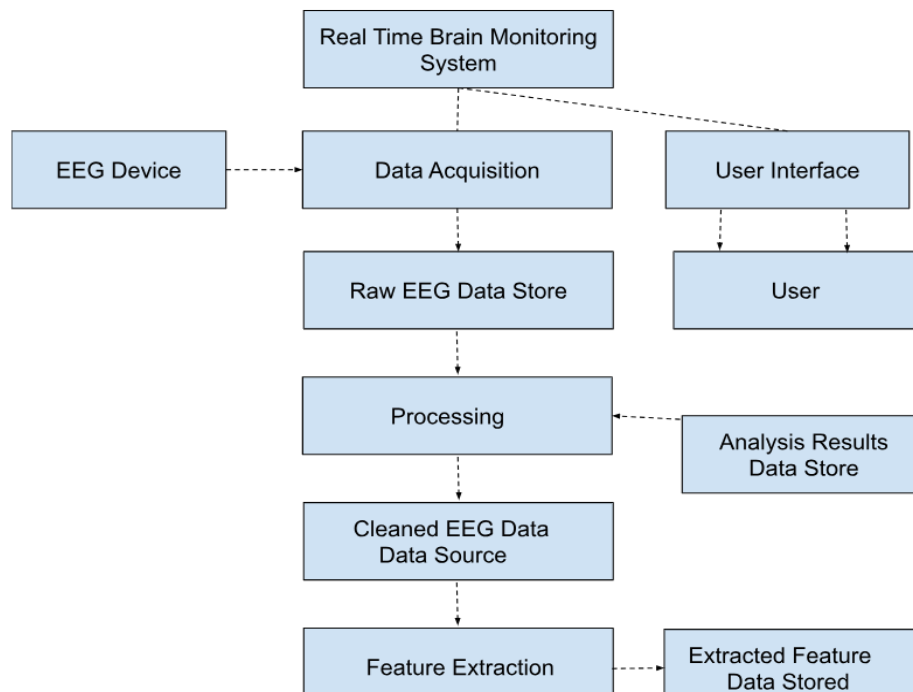 Real Time Brain Monitoring
System
EEG Device
Data Acquisition
User Interface
Raw EEG Data Store
User
Processing
Analysis Results
Data Store
Cleaned EEG Data
Data Source
Feature Extraction
Extracted Feature
Data Stored